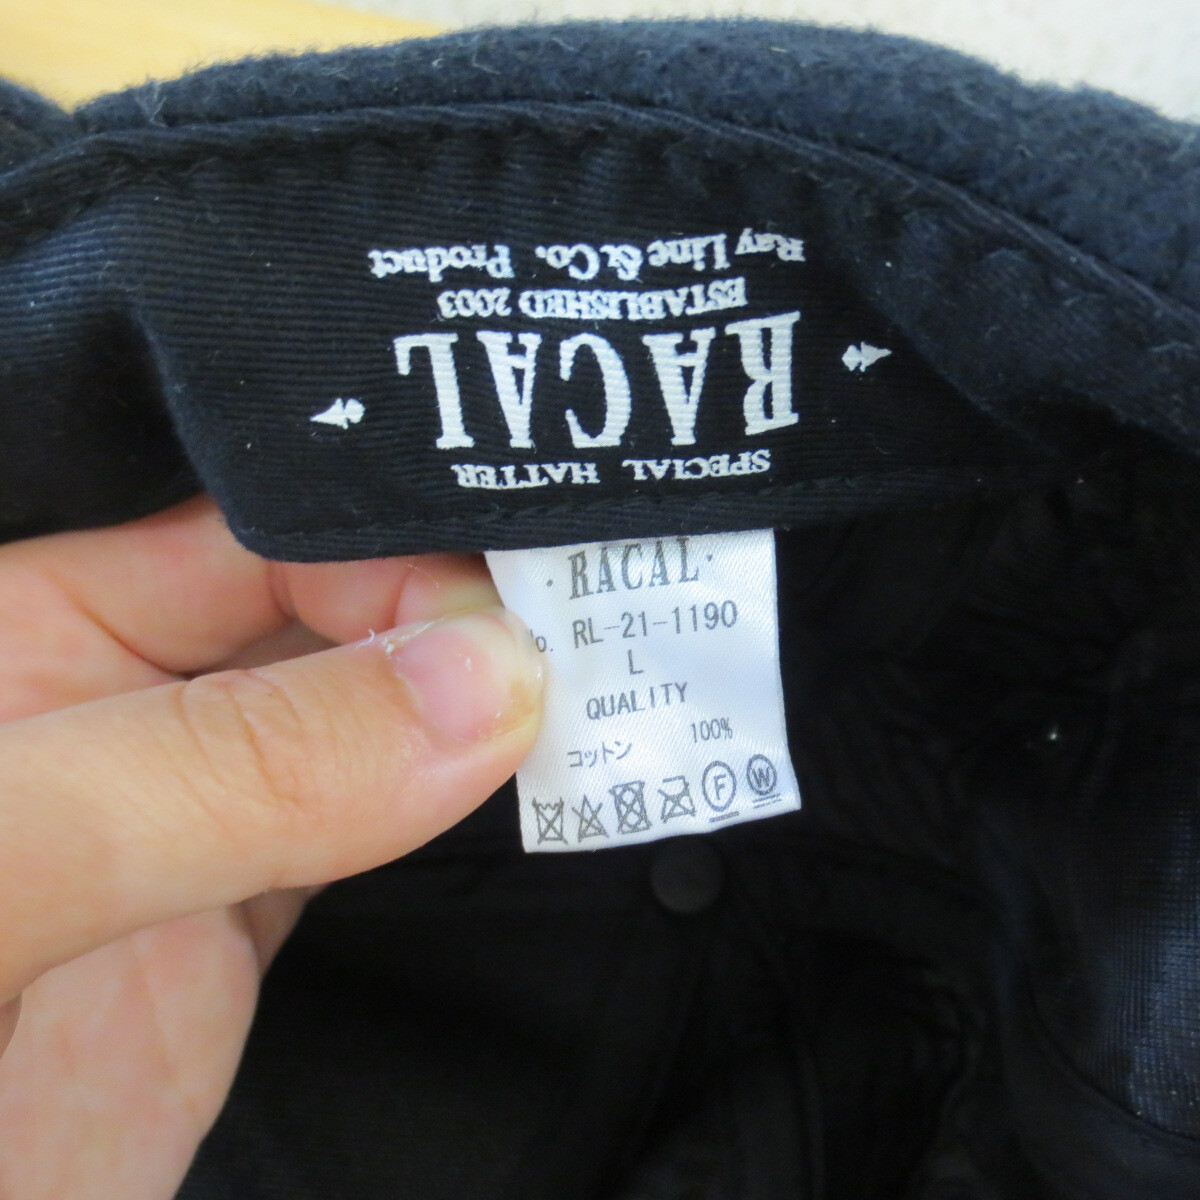 SPECIAL HATTER
RACAL
ESTABLISHED 2003
Ray Line & Co. Product
· RACAL ·
No. RL-21-1190
L
QUALITY
コットン 100%
F W